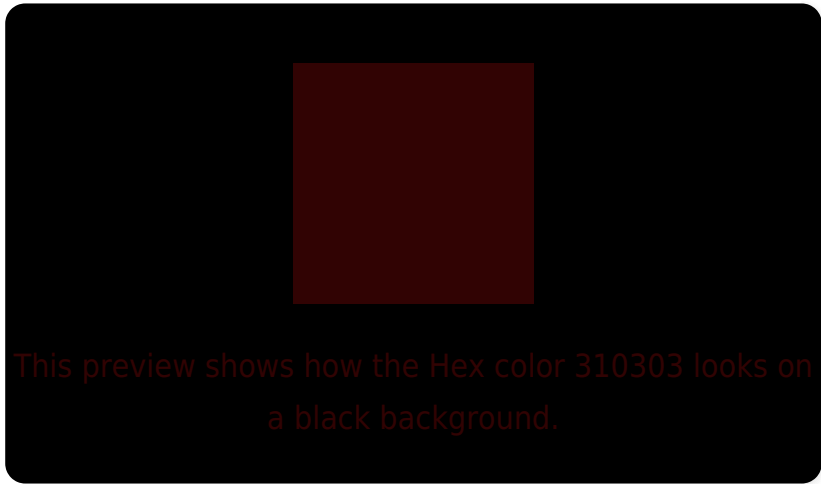 This preview shows how the Hex color 310303 looks on
a black background.